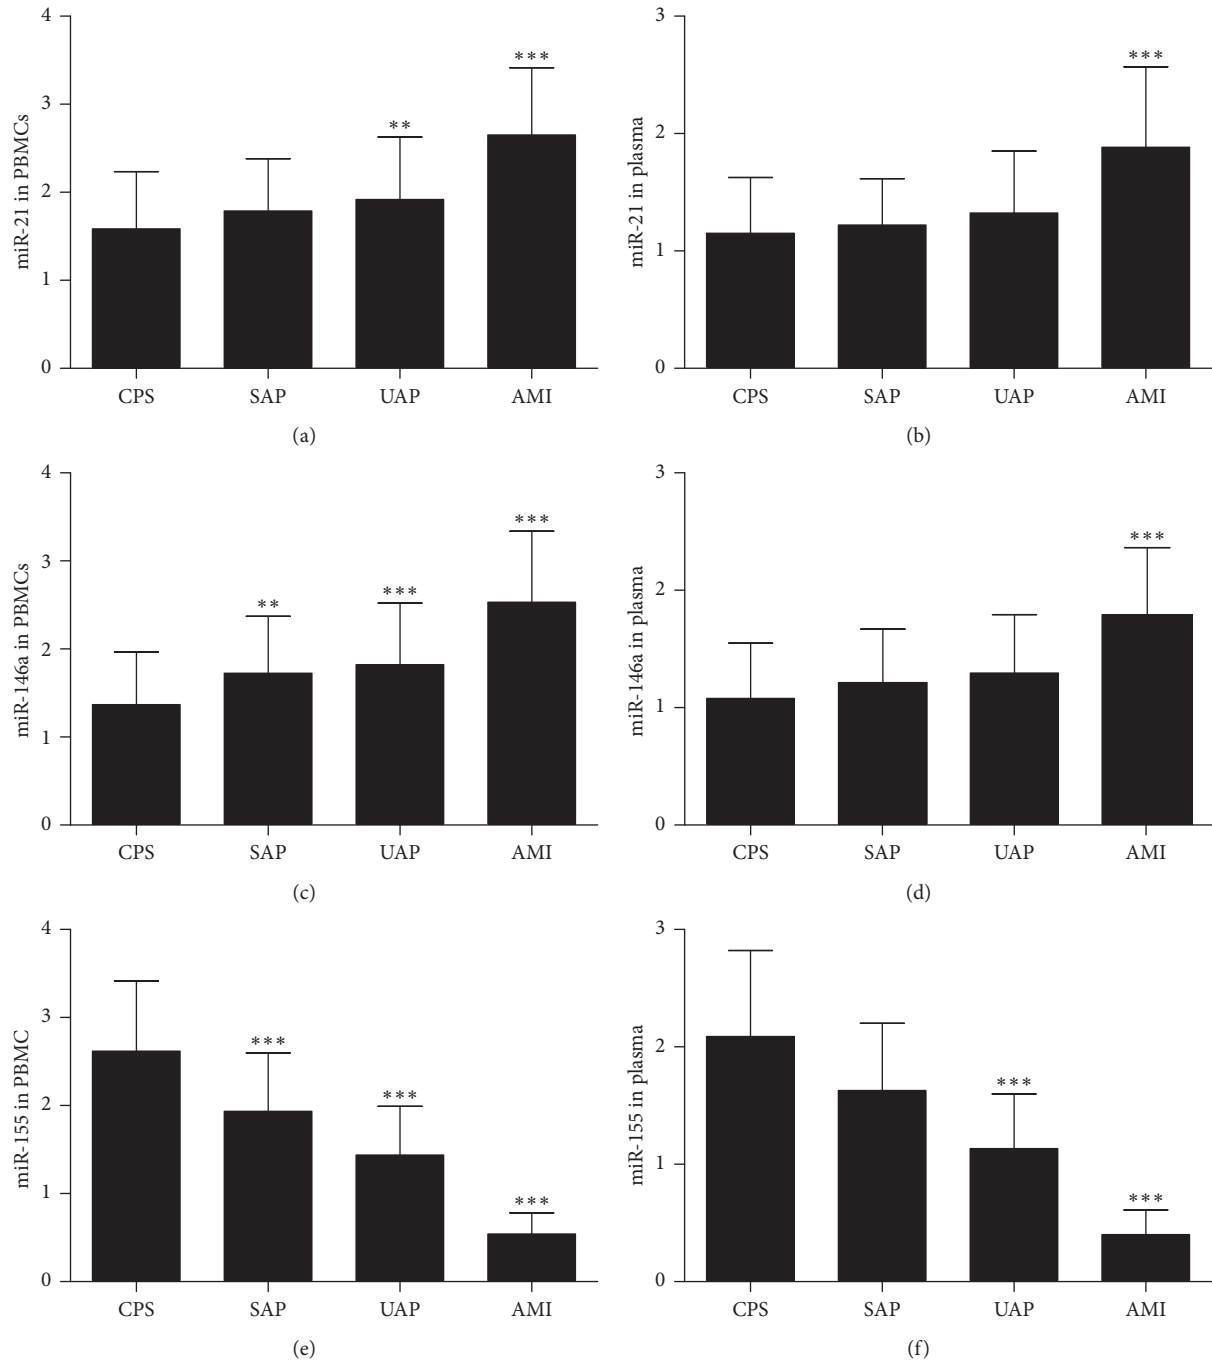 miR-21 in PBMCs
4
3
2
1
0
**
***
CPS SAP UAP AMI
(a)
miR-21 in plasma
3
2
1
0
***
CPS SAP UAP AMI
(b)
miR-146a in PBMCs
4
3
2
1
0
**
***
***
CPS SAP UAP AMI
(c)
miR-146a in plasma
3
2
1
0
***
CPS SAP UAP AMI
(d)
miR-155 in PBMC
4
3
2
1
0
***
***
***
CPS SAP UAP AMI
(e)
miR-155 in plasma
3
2
1
0
***
***
CPS SAP UAP AMI
(f)